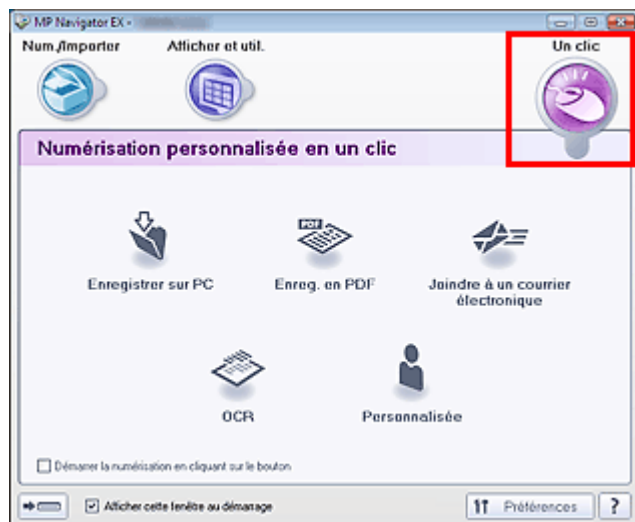 MP Navigator EX -
Num./Importer
Afficher et util.
Un clic
Numérisation personnalisée en un clic
Enregistrer sur PC
PDF
Enreg. en PDF
Joindre à un courrier
électronique
OCR
Personnalisée
Démarrer la numérisation en cliquant sur le bouton
Afficher cette fenêtre au démarrage
Préférences
?